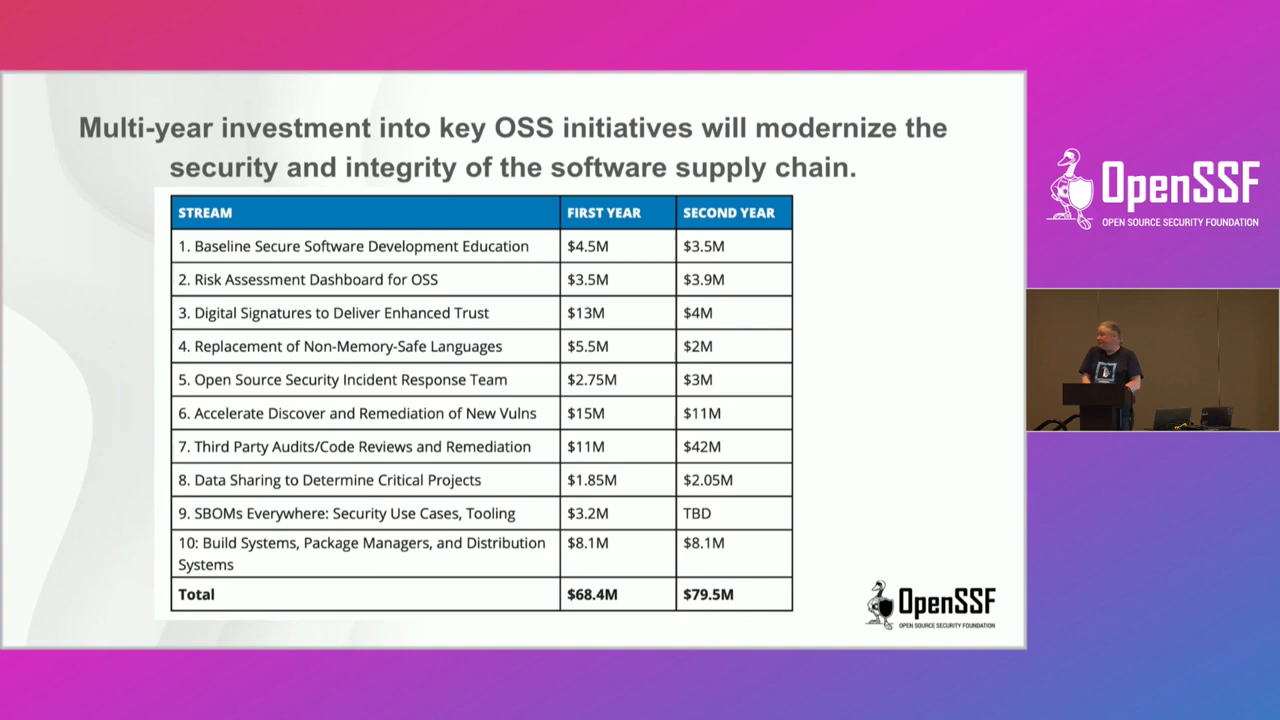 Multi-year investment into key OSS initiatives will modernize the
security and integrity of the software supply chain.
STREAM FIRST YEAR SECOND YEAR
1. Baseline Secure Software Development Education $4.5M $3.5M
2. Risk Assessment Dashboard for OSS $3.5M $3.9M
3. Digital Signatures to Deliver Enhanced Trust $13M $4M
4. Replacement of Non-Memory-Safe Languages $5.5M $2M
5. Open Source Security Incident Response Team $2.75M $3M
6. Accelerate Discover and Remediation of New Vulns $15M $11M
7. Third Party Audits/Code Reviews and Remediation $11M $42M
8. Data Sharing to Determine Critical Projects $1.85M $2.05M
9. SBOMs Everywhere: Security Use Cases, Tooling $3.2M TBD
10: Build Systems, Package Managers, and Distribution $8.1M $8.1M
Systems
Total $68.4M $79.5M
OpenSSF
OPEN SOURCE SECURITY FOUNDATION
OpenSSF
OPEN SOURCE SECURITY FOUNDATION